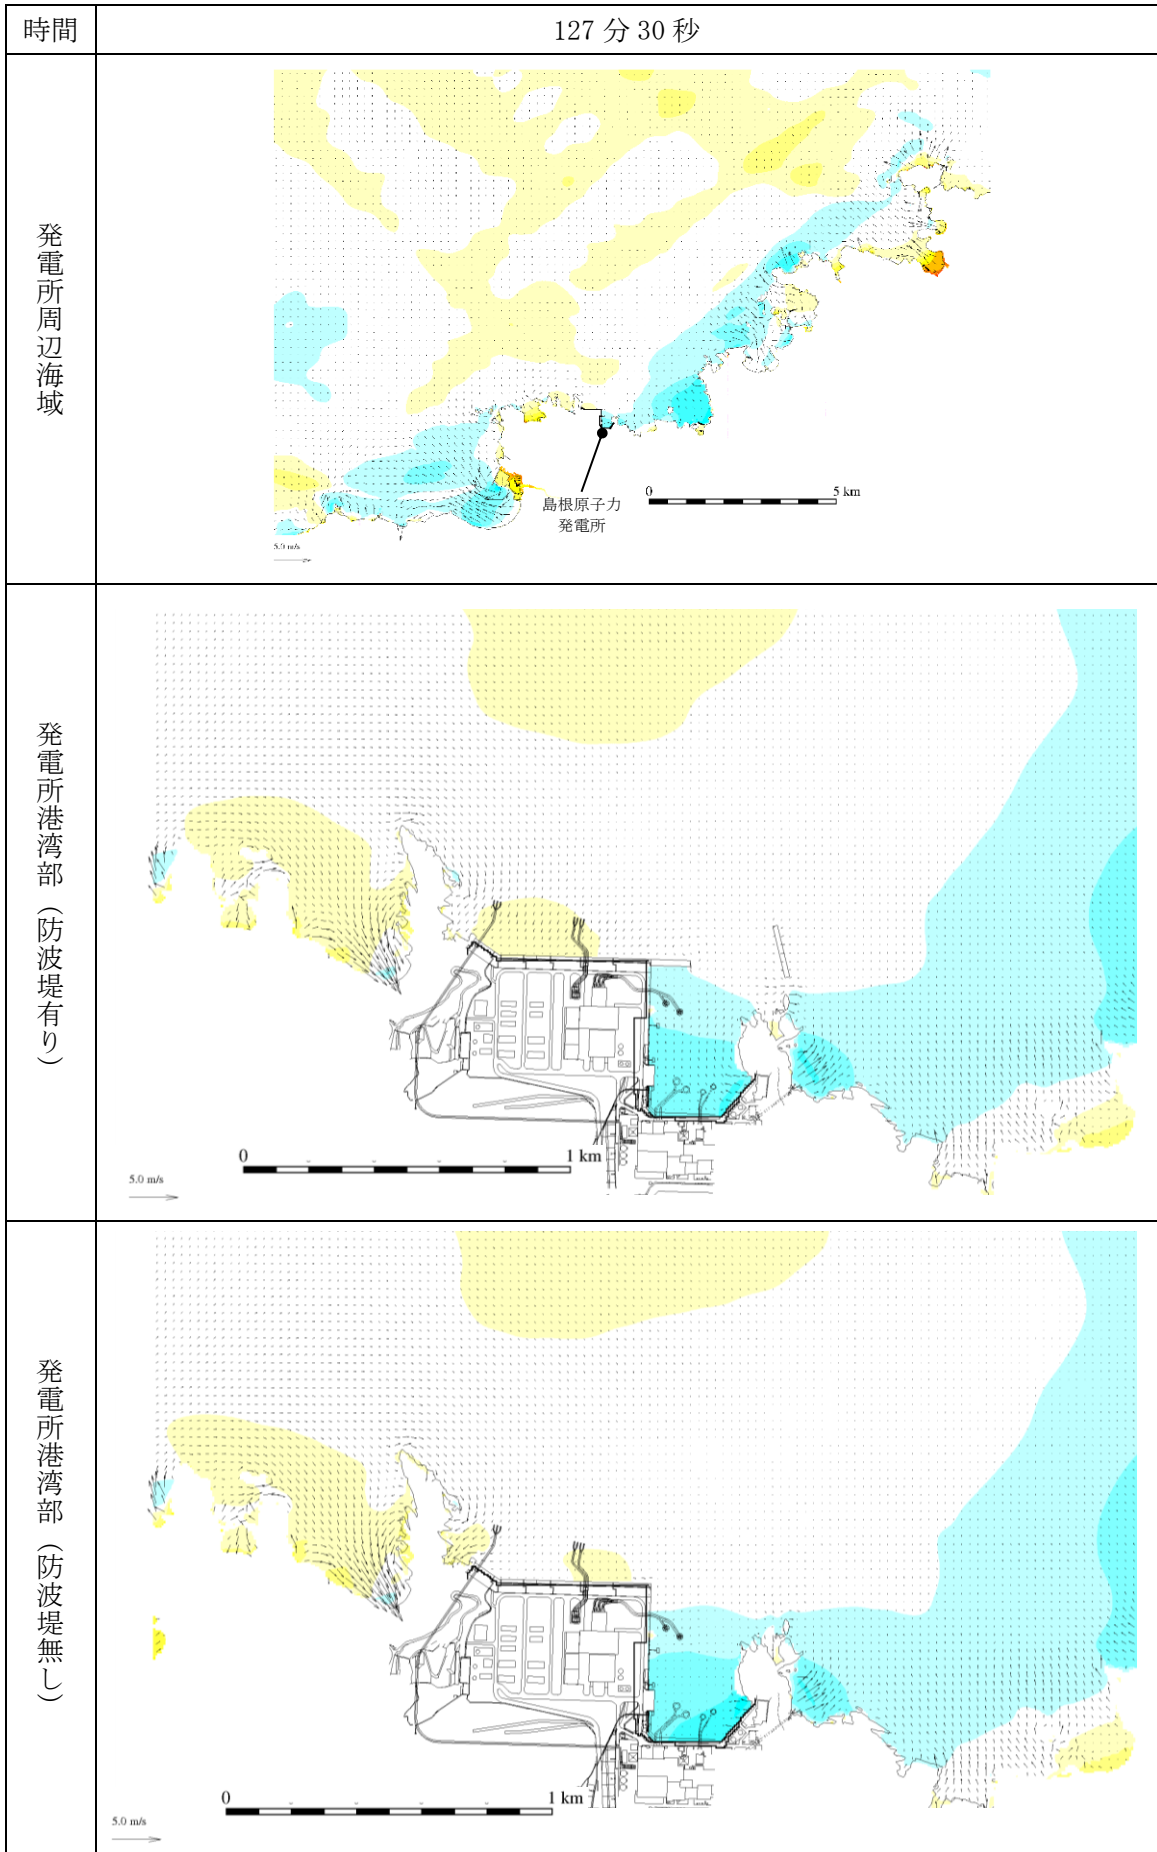 時間
127 分 30 秒
発電所周辺海域
島根原子力
発電所
0 5 km
5.0 m/s
発電所港湾部（防波堤有り）
0 1 km
5.0 m/s
発電所港湾部（防波堤無し）
0 1 km
5.0 m/s